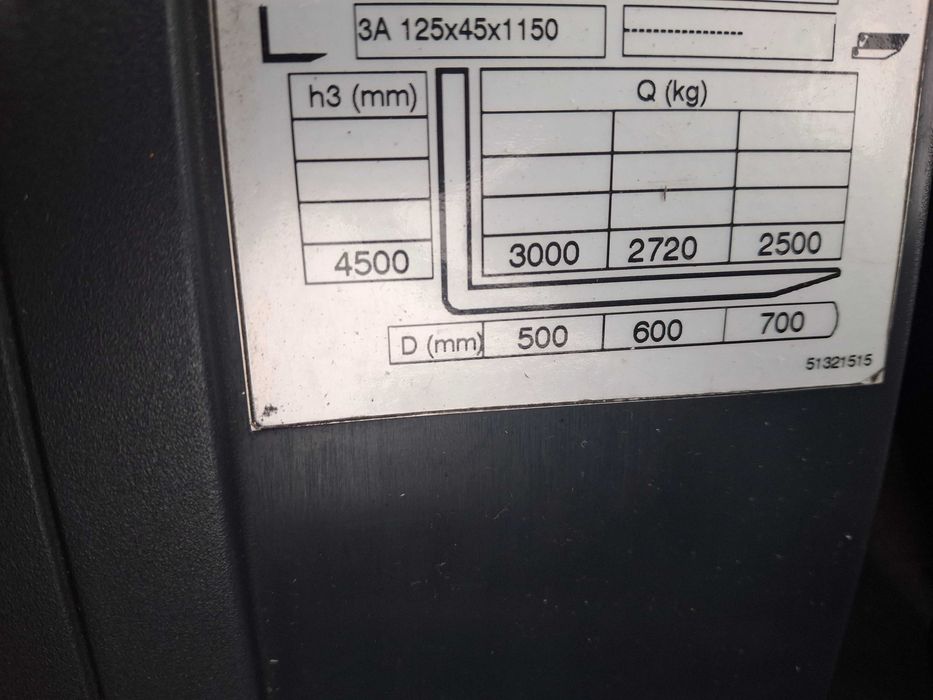 3A 125x45x1150 ---------------
h3 (mm) Q (kg)
4500 3000 2720 2500
D (mm) 500 600 700
51321515